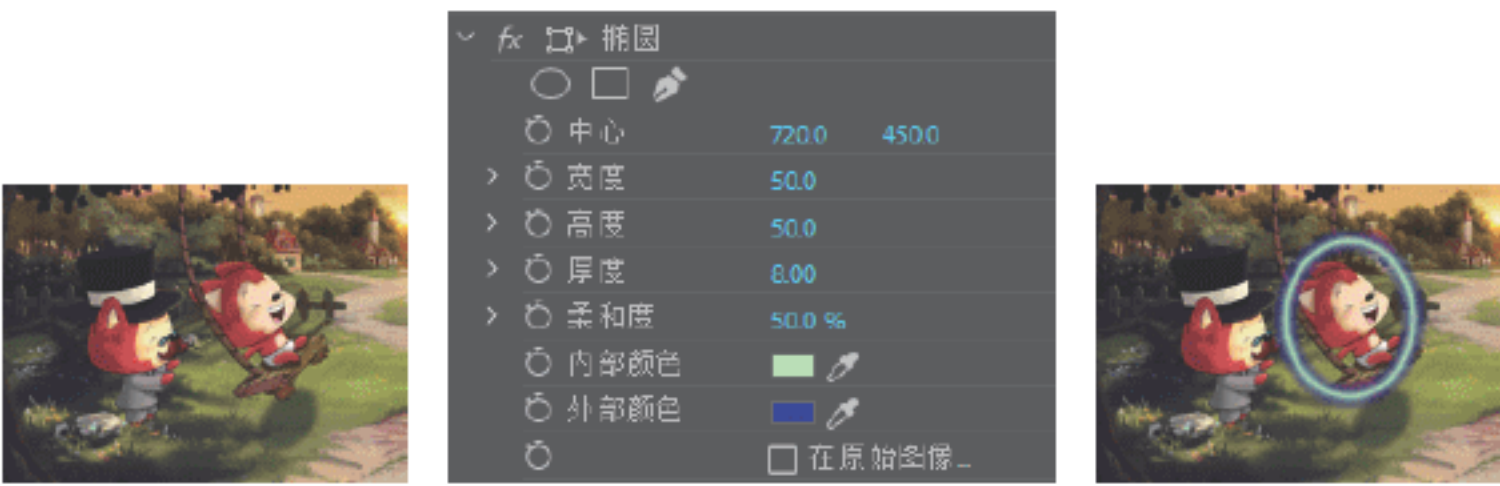 fx 椭圆
中心 720.0 450.0
宽度 50.0
高度 50.0
厚度 8.00
柔和度 50.0 %
内部颜色
外部颜色
在原始图像...